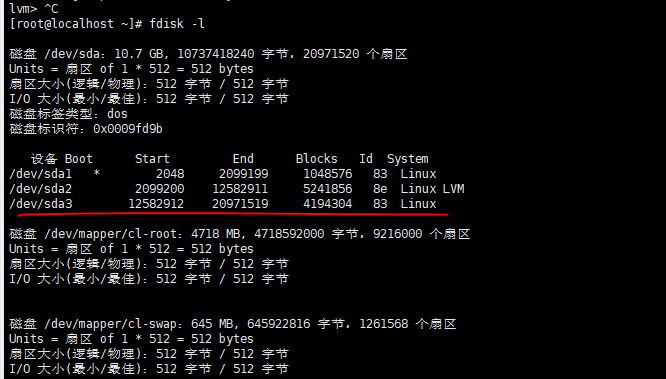 lvm> ^C
[root@localhost ~]# fdisk -l
磁盘 /dev/sda：10.7 GB, 10737418240 字节，20971520 个扇区
Units = 扇区 of 1 * 512 = 512 bytes
扇区大小(逻辑/物理)：512 字节 / 512 字节
I/O 大小(最小/最佳)：512 字节 / 512 字节
磁盘标签类型：dos
磁盘标识符：0x0009fd9b
设备 Boot      Start         End      Blocks   Id  System
/dev/sda1   *        2048     2099199     1048576   83  Linux
/dev/sda2         2099200    12582911     5241856   8e  Linux LVM
/dev/sda3        12582912    20971519     4194304   83  Linux
磁盘 /dev/mapper/cl-root：4718 MB, 4718592000 字节，9216000 个扇区
Units = 扇区 of 1 * 512 = 512 bytes
扇区大小(逻辑/物理)：512 字节 / 512 字节
I/O 大小(最小/最佳)：512 字节 / 512 字节
磁盘 /dev/mapper/cl-swap：645 MB, 645922816 字节，1261568 个扇区
Units = 扇区 of 1 * 512 = 512 bytes
扇区大小(逻辑/物理)：512 字节 / 512 字节
I/O 大小(最小/最佳)：512 字节 / 512 字节